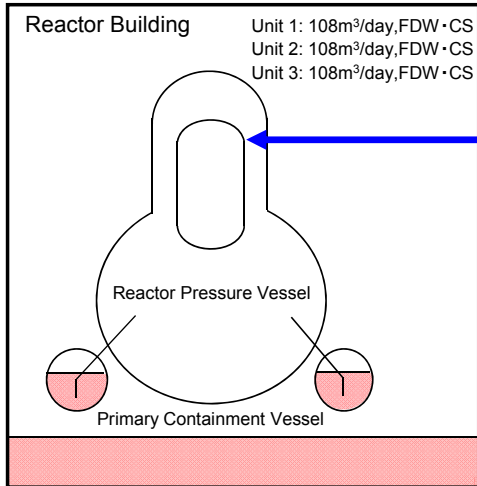 Reactor Building
Unit 1: 108m³/day,FDW・CS
Unit 2: 108m³/day,FDW・CS
Unit 3: 108m³/day,FDW・CS
Reactor Pressure Vessel
Primary Containment Vessel